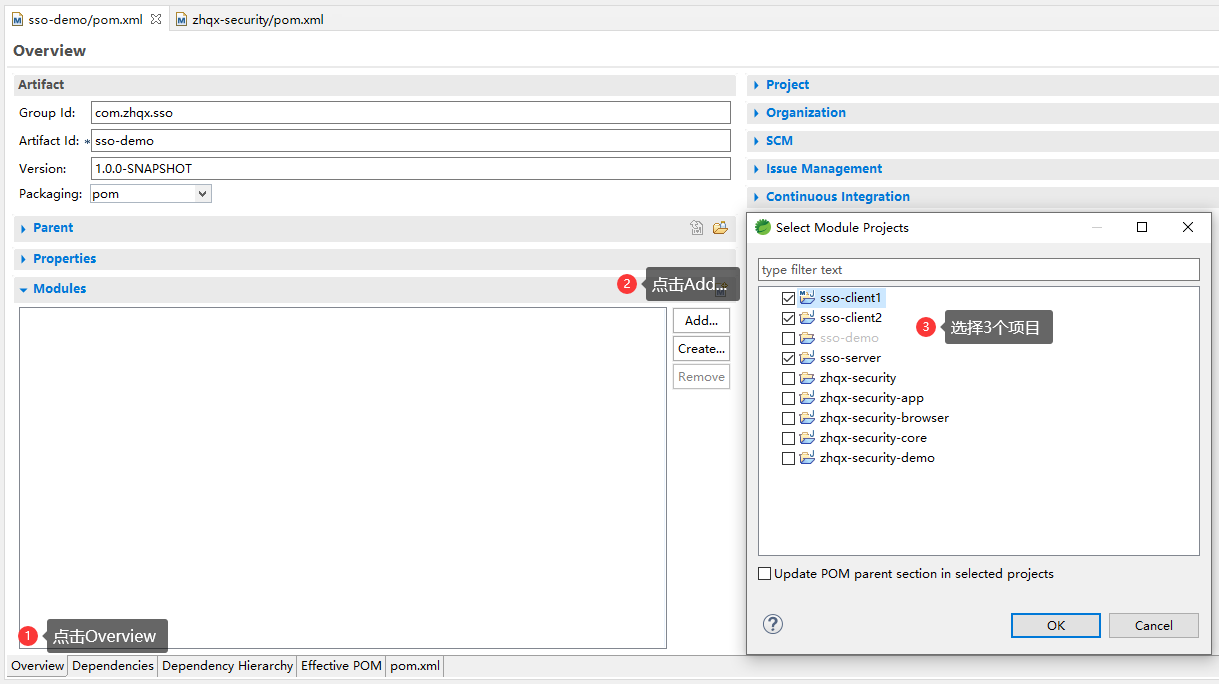 sso-demo/pom.xml
zhqx-security/pom.xml
Overview
Artifact
Group Id:
com.zhqx.sso
Artifact Id:
*
sso-demo
Version:
1.0.0-SNAPSHOT
Packaging:
pom
Parent
Properties
Modules
2
点击Add...
Add...
Create...
Remove
1
点击Overview
Overview
Dependencies
Dependency Hierarchy
Effective POM
pom.xml
Project
Organization
SCM
Issue Management
Continuous Integration
Select Module Projects
type filter text
sso-client1
sso-client2
sso-demo
sso-server
zhqx-security
zhqx-security-app
zhqx-security-browser
zhqx-security-core
zhqx-security-demo
3
选择3个项目
Update POM parent section in selected projects
?
OK
Cancel